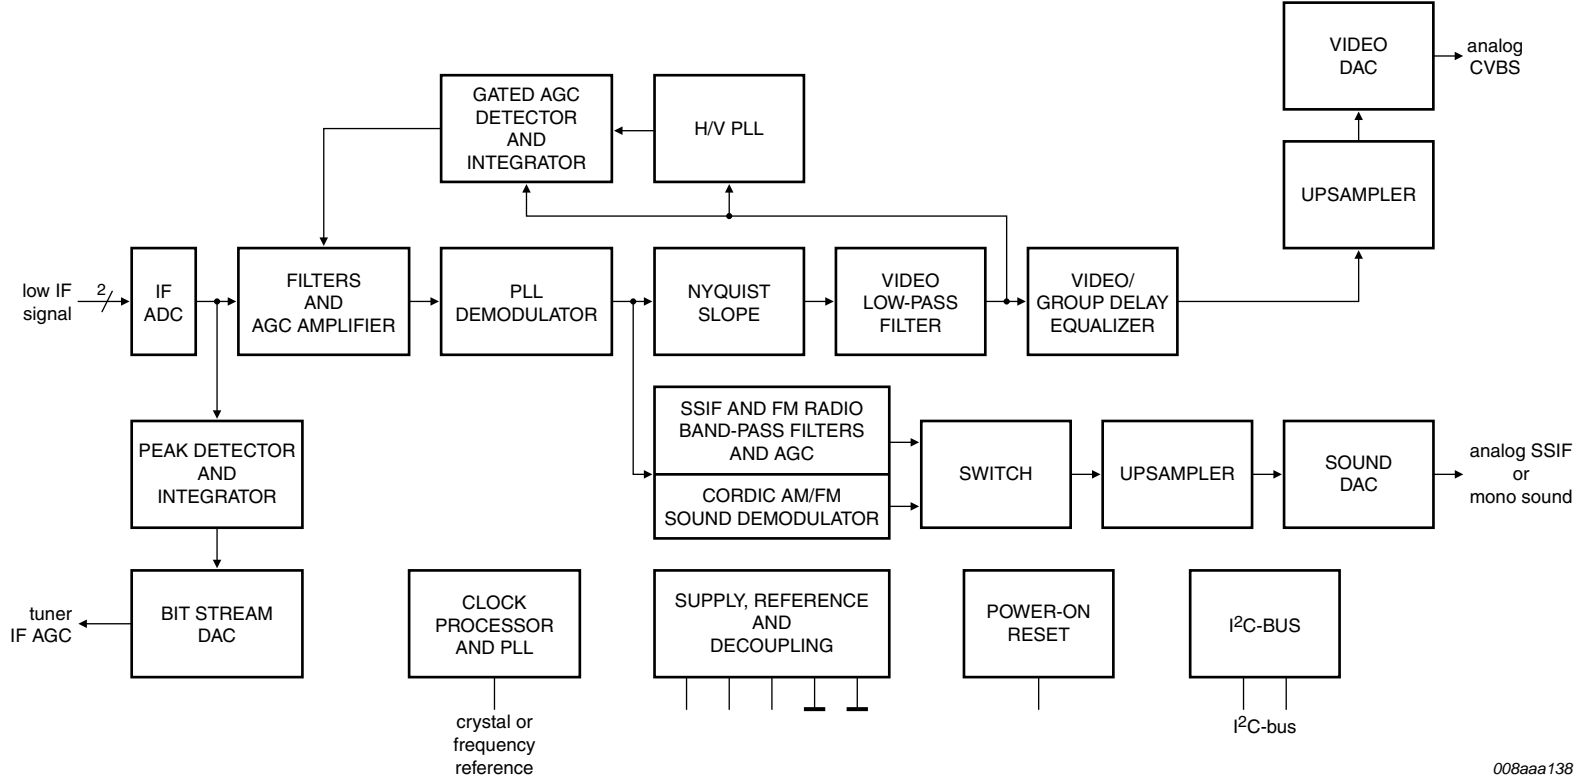 VIDEO
DAC
analog
CVBS
GATED AGC
DETECTOR
AND
INTEGRATOR
H/V PLL
UPSAMPLER
low IF
signal
2
IF
ADC
FILTERS
AND
AGC AMPLIFIER
PLL
DEMODULATOR
NYQUIST
SLOPE
VIDEO
LOW-PASS
FILTER
VIDEO/
GROUP DELAY
EQUALIZER
PEAK DETECTOR
AND
INTEGRATOR
SSIF AND FM RADIO
BAND-PASS FILTERS
AND AGC
CORDIC AM/FM
SOUND DEMODULATOR
SWITCH
UPSAMPLER
SOUND
DAC
analog SSIF
or
mono sound
tuner
IF AGC
BIT STREAM
DAC
CLOCK
PROCESSOR
AND PLL
crystal or
frequency
reference
SUPPLY, REFERENCE
AND
DECOUPLING
POWER-ON
RESET
I²C-BUS
I²C-bus
008aaa138